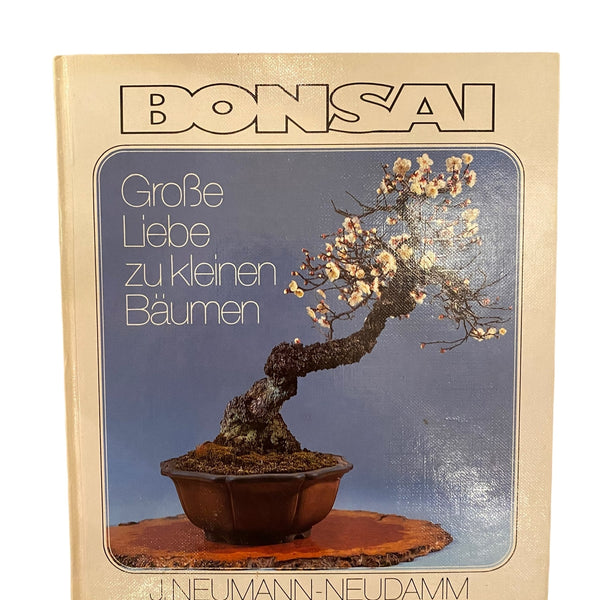 BONSAI
Große
Liebe
zu kleinen
Bäumen
J. NEUMANN-NEUDAMM